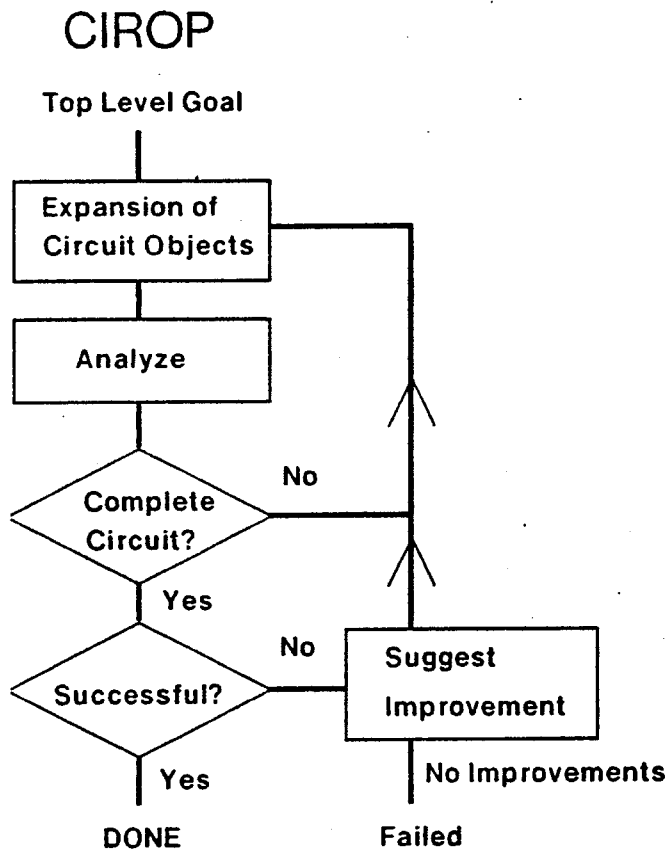 CIROP
Top Level Goal
Expansion of
Circuit Objects
Analyze
No
Complete
Circuit?
Yes
No
Successful?
Suggest
Improvement
Yes
No Improvements
DONE
Failed